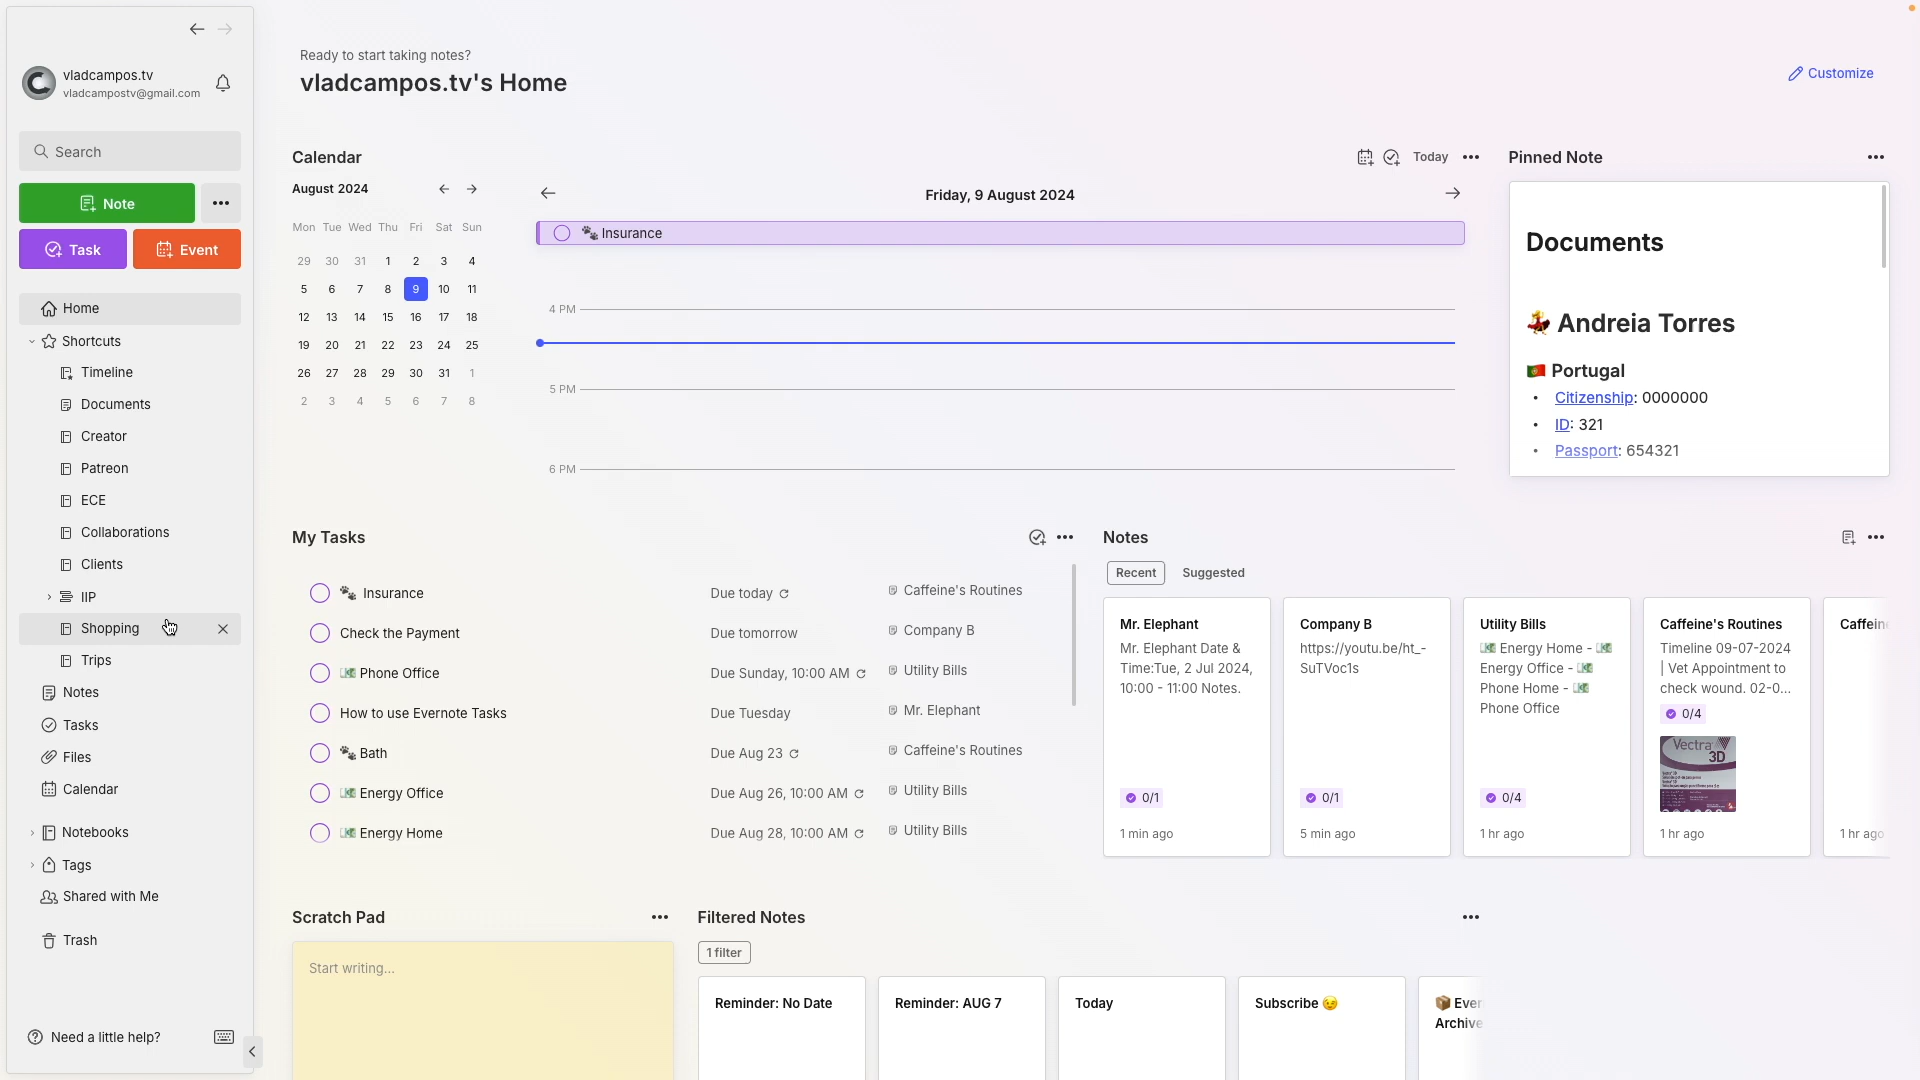 vladcampos.tv
vladcampostv@gmail.com
Search
Note
Task
Event
Home
Shortcuts
Timeline
Documents
Creator
Patreon
ECE
Collaborations
Clients
IIP
Shopping
Trips
Notes
Tasks
Files
Calendar
Notebooks
Tags
Shared with Me
Trash
Need a little help?
Ready to start taking notes?
vladcampos.tv's Home
Customize
Calendar
Today
August 2024
Mon Tue Wed Thu Fri Sat Sun
29 30 31 1 2 3 4
5 6 7 8 9 10 11
12 13 14 15 16 17 18
19 20 21 22 23 24 25
26 27 28 29 30 31 1
2 3 4 5 6 7 8
Friday, 9 August 2024
🐾 Insurance
4 PM
5 PM
6 PM
Pinned Note
Documents
💃 Andreia Torres
🇵🇹 Portugal
• Citizenship: 0000000
• ID: 321
• Passport: 654321
My Tasks
🐾 Insurance Due today Caffeine's Routines
Check the Payment Due tomorrow Company B
💵 Phone Office Due Sunday, 10:00 AM Utility Bills
How to use Evernote Tasks Due Tuesday Mr. Elephant
🐾 Bath Due Aug 23 Caffeine's Routines
💵 Energy Office Due Aug 26, 10:00 AM Utility Bills
💵 Energy Home Due Aug 28, 10:00 AM Utility Bills
Notes
Recent Suggested
Mr. Elephant
Mr. Elephant Date &
Time:Tue, 2 Jul 2024,
10:00 - 11:00 Notes.
0/1
1 min ago
Company B
https://youtu.be/ht_-
SuTVoc1s
0/1
5 min ago
Utility Bills
💵 Energy Home - 💵
Energy Office - 💵
Phone Home - 💵
Phone Office
0/4
1 hr ago
Caffeine's Routines
Timeline 09-07-2024
| Vet Appointment to
check wound. 02-0...
0/4
Vectra
3D
1 hr ago
Caffeine
1 hr ago
Scratch Pad
Start writing...
Filtered Notes
1 filter
Reminder: No Date
Reminder: AUG 7
Today
Subscribe 😉
📦 Ever
Archive